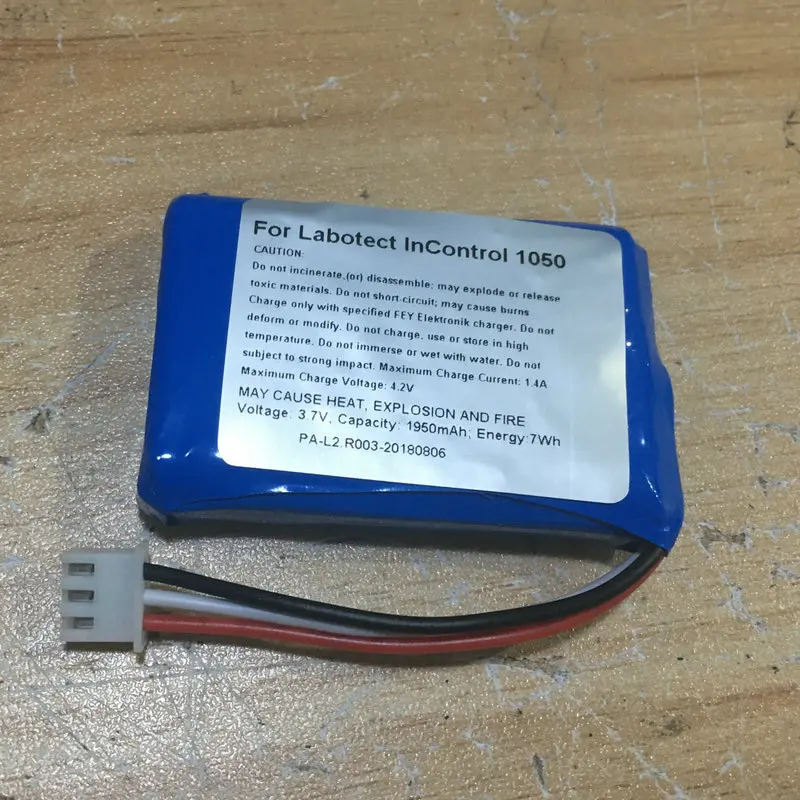 For Labotect InControl 1050
CAUTION:
Do not incinerate,(or) disassemble; may explode or release
toxic materials. Do not short-circuit; may cause burns
Charge only with specified FEY Elektronik charger. Do not
deform or modify. Do not charge, use or store in high
temperature. Do not immerse or wet with water. Do not
subject to strong impact. Maximum Charge Current: 1.4A
Maximum Charge Voltage: 4.2V
MAY CAUSE HEAT, EXPLOSION AND FIRE
Voltage: 3.7V, Capacity: 1950mAh; Energy:7Wh
PA-L2.R003-20180806